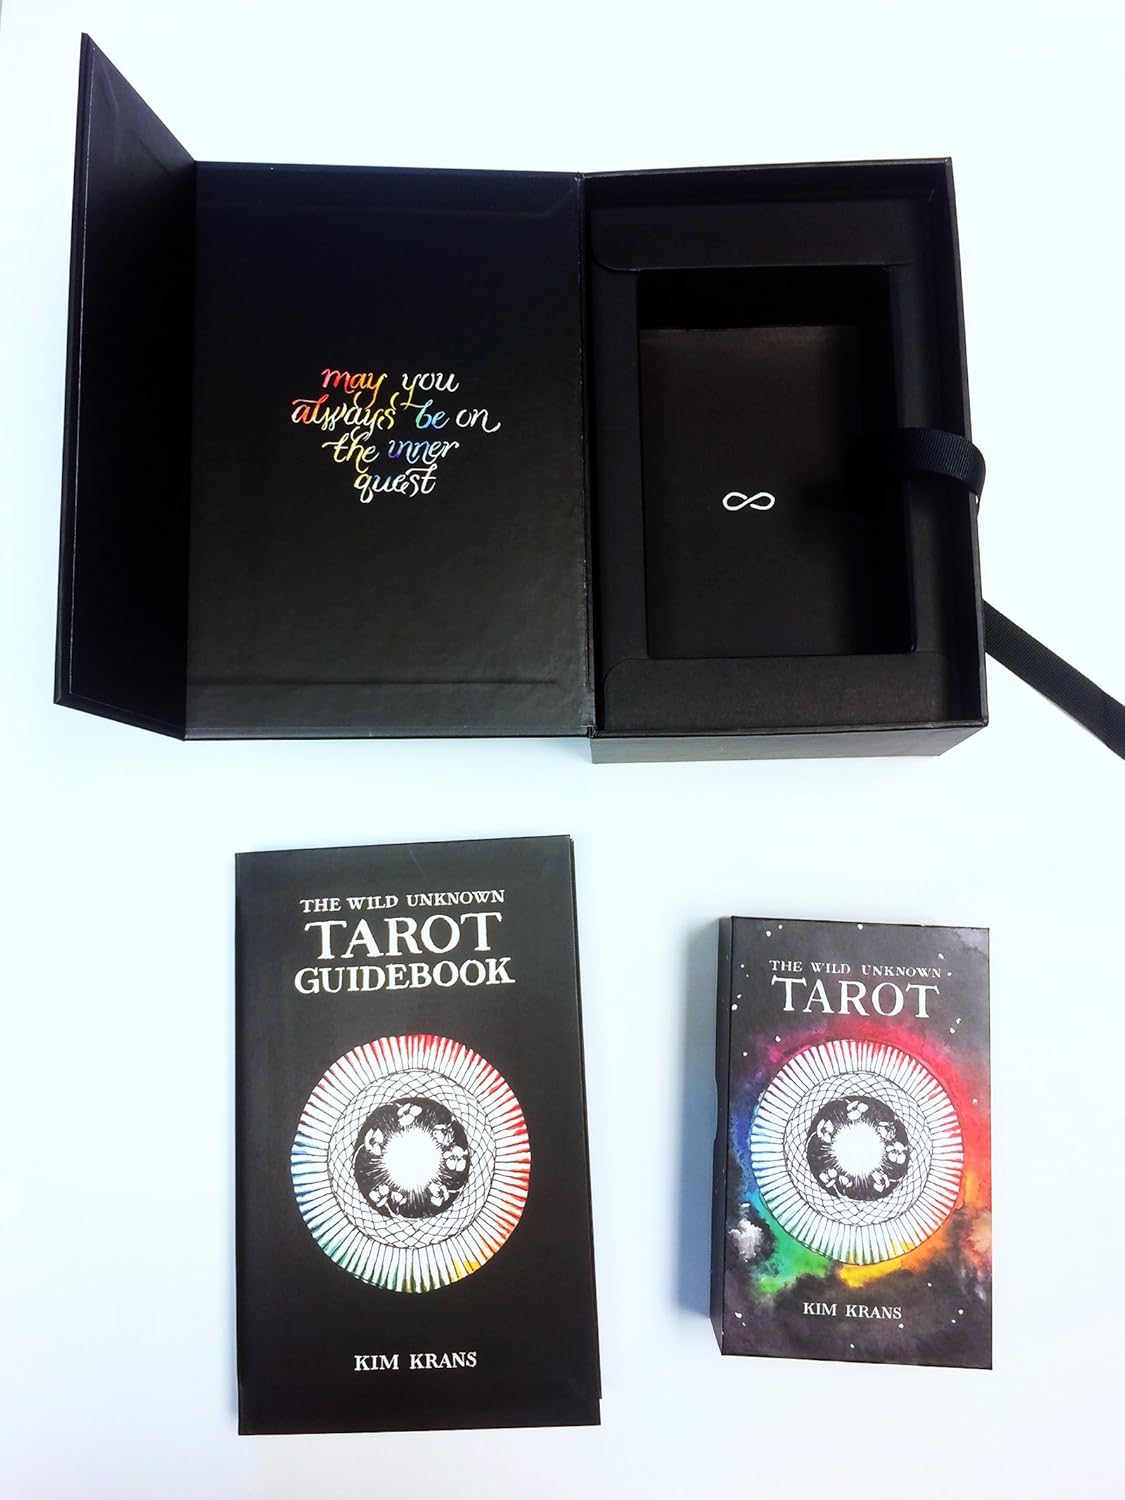 may you
always be on
the inner
quest
∞
THE WILD UNKNOWN
TAROT
GUIDEBOOK
KIM KRANS
THE WILD UNKNOWN
TAROT
KIM KRANS